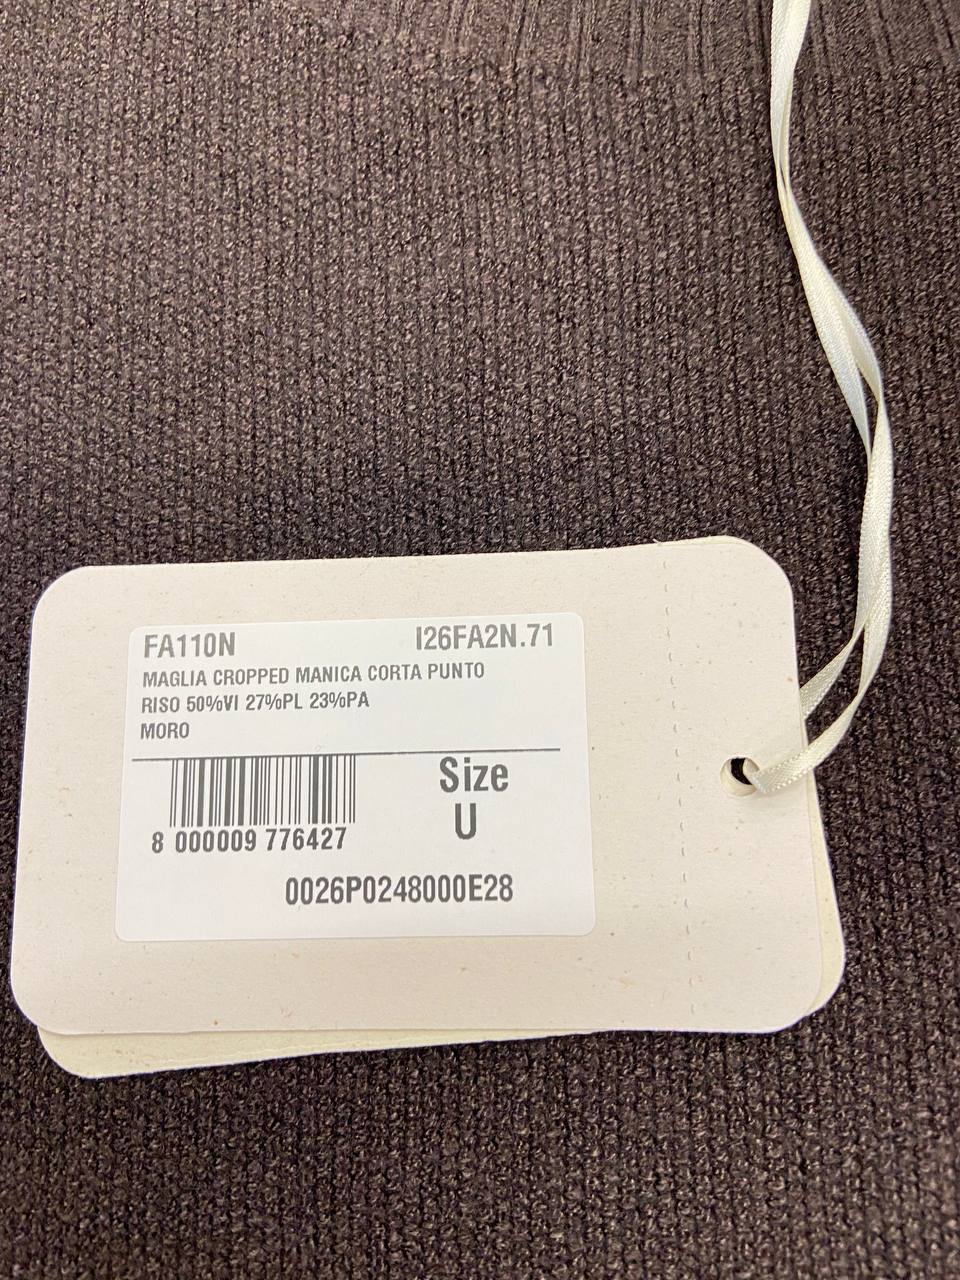 FA110N I26FA2N.71
MAGLIA CROPPED MANICA CORTA PUNTO
RISO 50%VI 27%PL 23%PA
MORO
Size
U
8 000009 776427
0026P0248000E28